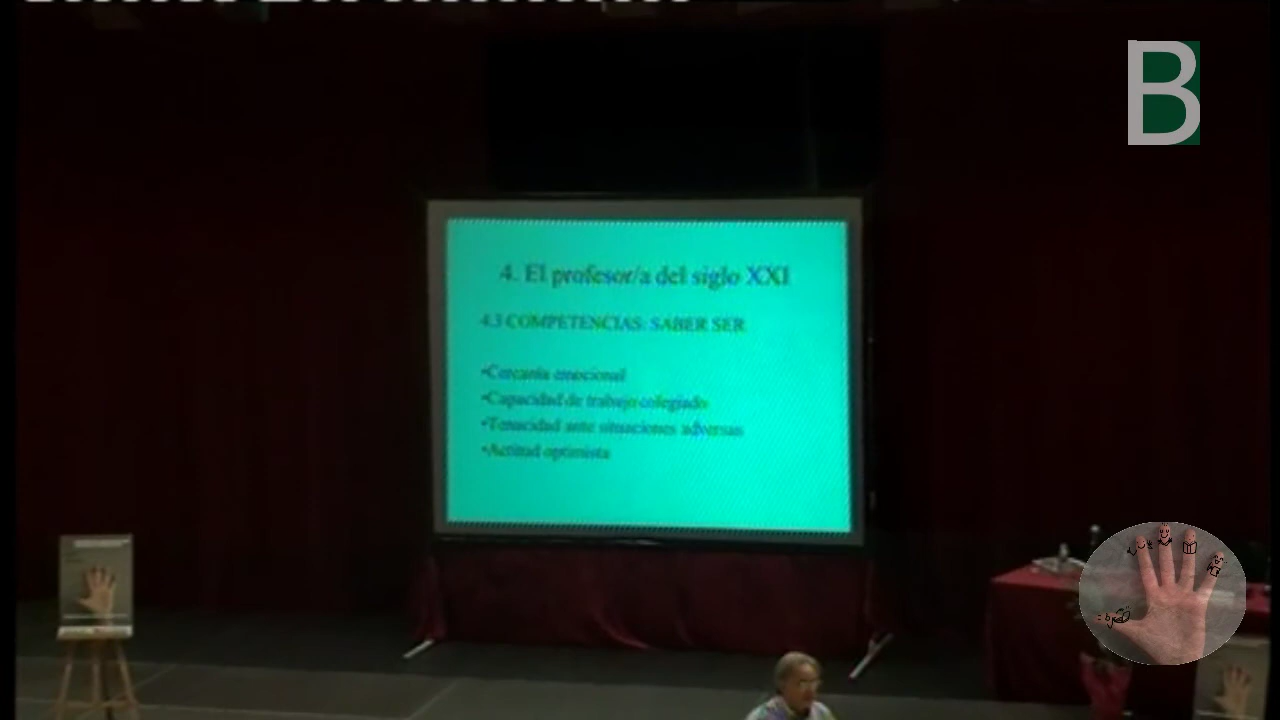 B
4. El profesor/a del siglo XXI
4.3 COMPETENCIAS: SABER SER
•Cercanía emocional
•Capacidad de trabajo colegiado
•Tenacidad ante situaciones adversas
•Actitud optimista